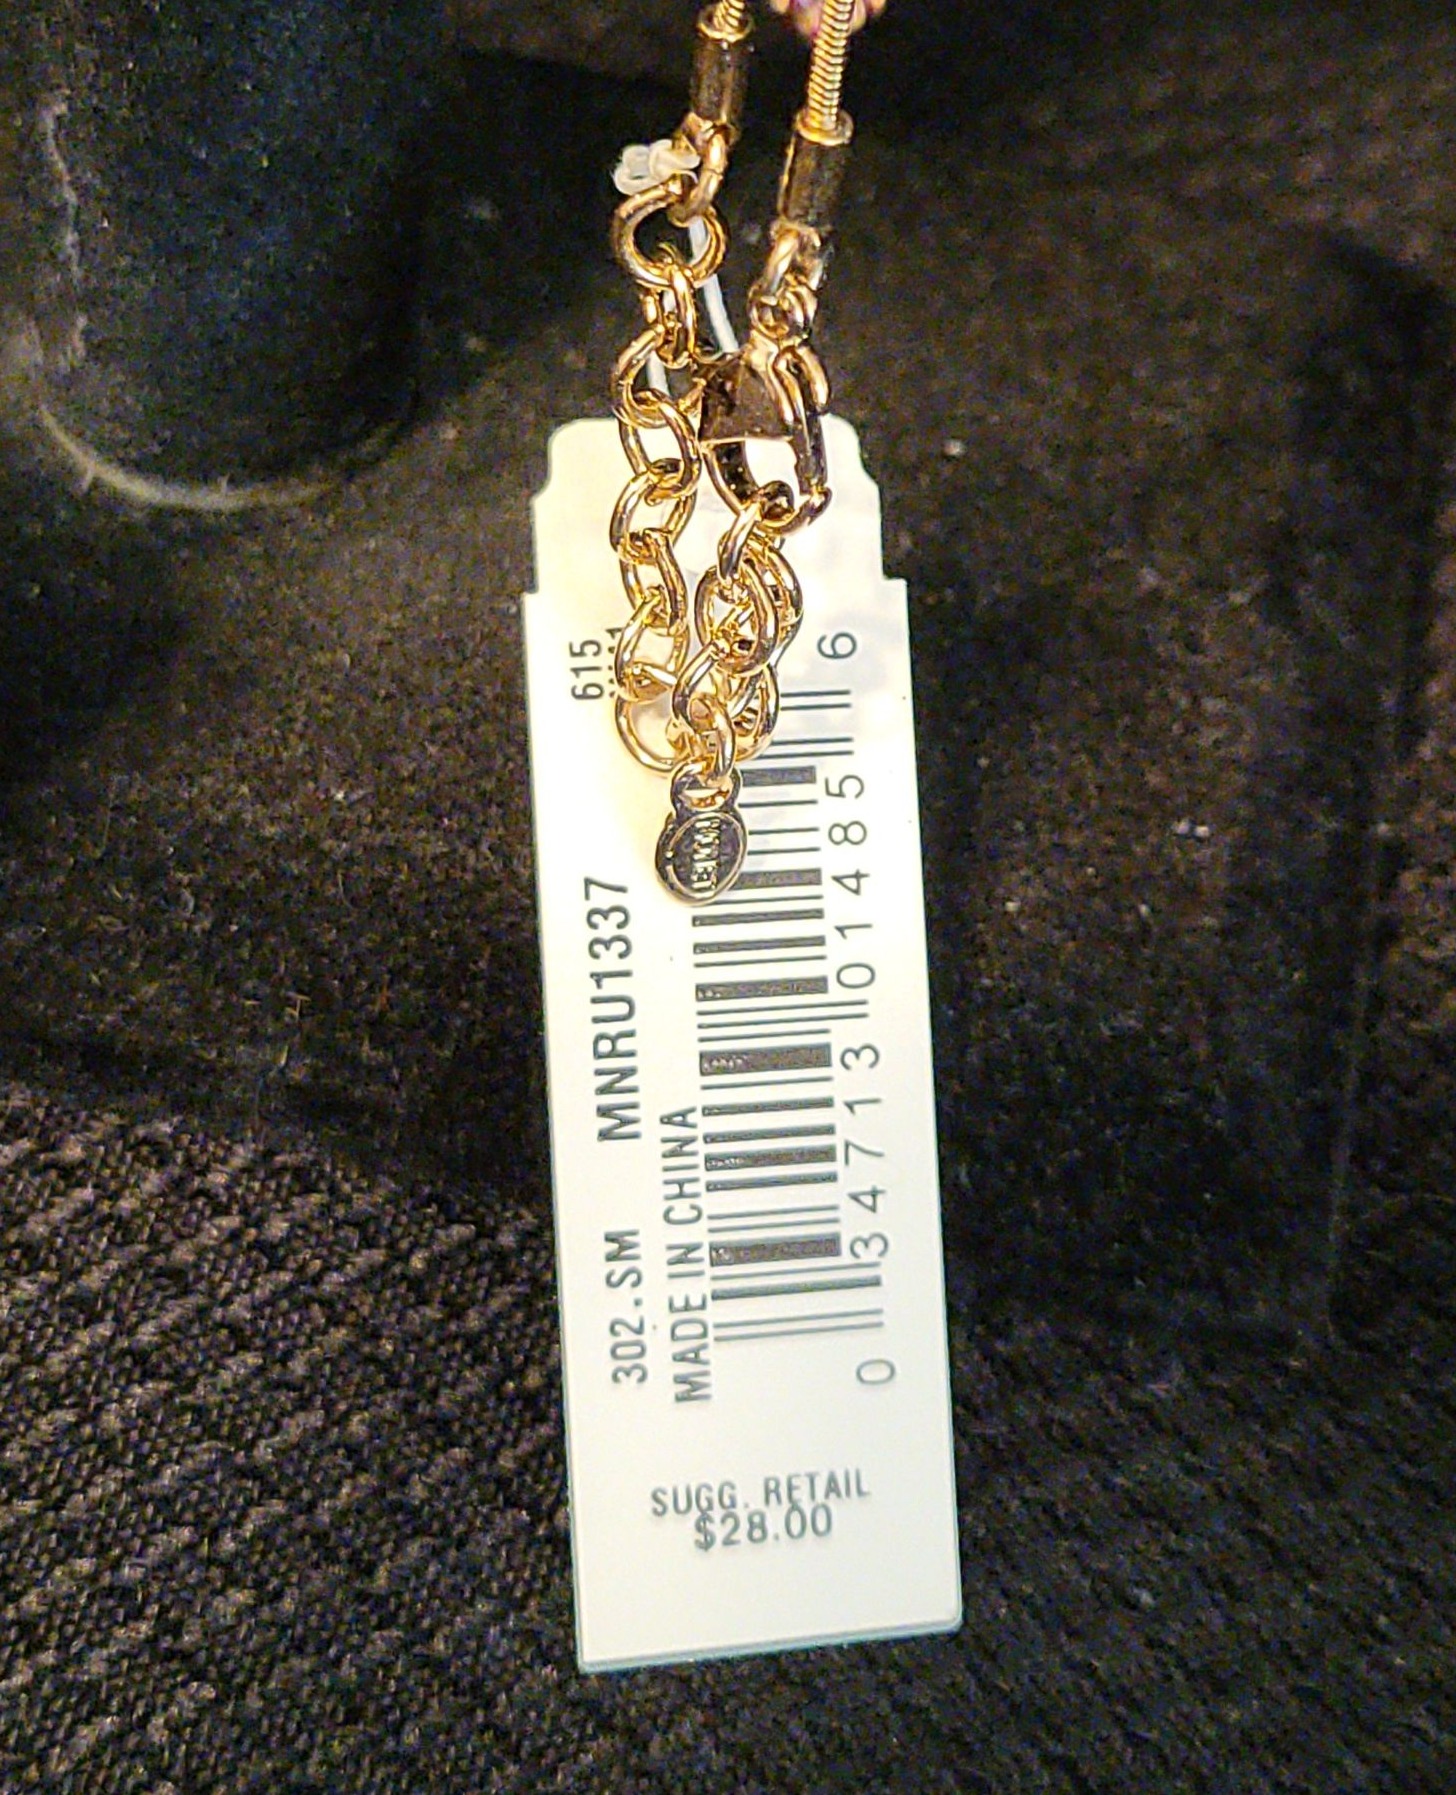 615
302.SM MNRU1337
MADE IN CHINA
0 34713 01485 6
SUGG. RETAIL
$28.00